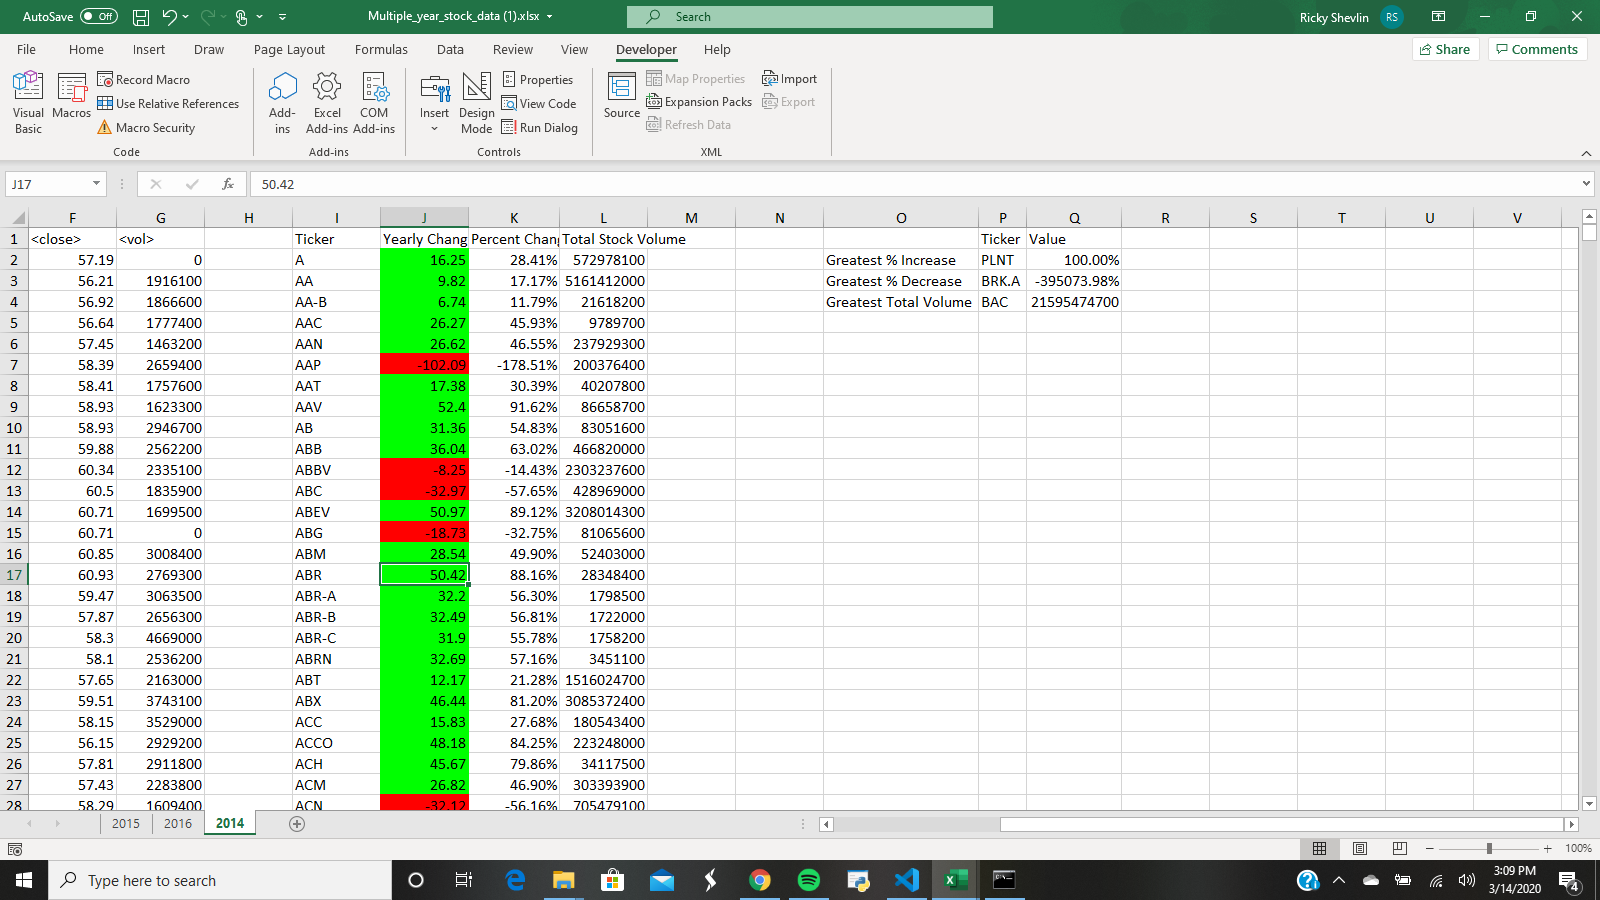 AutoSave Off Multiple_year_stock_data (1).xlsx Search Ricky Shevlin RS
File Home Insert Draw Page Layout Formulas Data Review View Developer Help Share Comments
Visual Basic
Macros
Record Macro
Use Relative References
Macro Security
Code
Add-ins
Excel Add-ins
COM Add-ins
Add-ins
Insert
Design Mode
Properties
View Code
Run Dialog
Controls
Source
Map Properties
Expansion Packs
Refresh Data
Import
Export
XML
J17 fx 50.42
F G H I J K L M N O P Q R S T U V
1 <close> <vol> Ticker Yearly Chang Percent Chan Total Stock Volume Ticker Value
2 57.19 0 A 16.25 28.41% 572978100 Greatest % Increase PLNT 100.00%
3 56.21 1916100 AA 9.82 17.17% 5161412000 Greatest % Decrease BRK.A -395073.98%
4 56.92 1866600 AA-B 6.74 11.79% 21618200 Greatest Total Volume BAC 21595474700
5 56.64 1777400 AAC 26.27 45.93% 9789700
6 57.45 1463200 AAN 26.62 46.55% 237929300
7 58.39 2659400 AAP -102.09 -178.51% 200376400
8 58.41 1757600 AAT 17.38 30.39% 40207800
9 58.93 1623300 AAV 52.4 91.62% 86658700
10 58.93 2946700 AB 31.36 54.83% 83051600
11 59.88 2562200 ABB 36.04 63.02% 466820000
12 60.34 2335100 ABBV -8.25 -14.43% 2303237600
13 60.5 1835900 ABC -32.97 -57.65% 428969000
14 60.71 1699500 ABEV 50.97 89.12% 3208014300
15 60.71 0 ABG -18.73 -32.75% 81065600
16 60.85 3008400 ABM 28.54 49.90% 52403000
17 60.93 2769300 ABR 50.42 88.16% 28348400
18 59.47 3063500 ABR-A 32.2 56.30% 1798500
19 57.87 2656300 ABR-B 32.49 56.81% 1722000
20 58.3 4669000 ABR-C 31.9 55.78% 1758200
21 58.1 2536200 ABRN 32.69 57.16% 3451100
22 57.65 2163000 ABT 12.17 21.28% 1516024700
23 59.51 3743100 ABX 46.44 81.20% 3085372400
24 58.15 3529000 ACC 15.83 27.68% 180543400
25 56.15 2929200 ACCO 48.18 84.25% 223248000
26 57.81 2911800 ACH 45.67 79.86% 34117500
27 57.43 2283800 ACM 26.82 46.90% 303393900
28 58.29 1609400 ACN -32.12 -56.16% 705479100
2015 2016 2014
100%
Type here to search
3:09 PM
3/14/2020
4